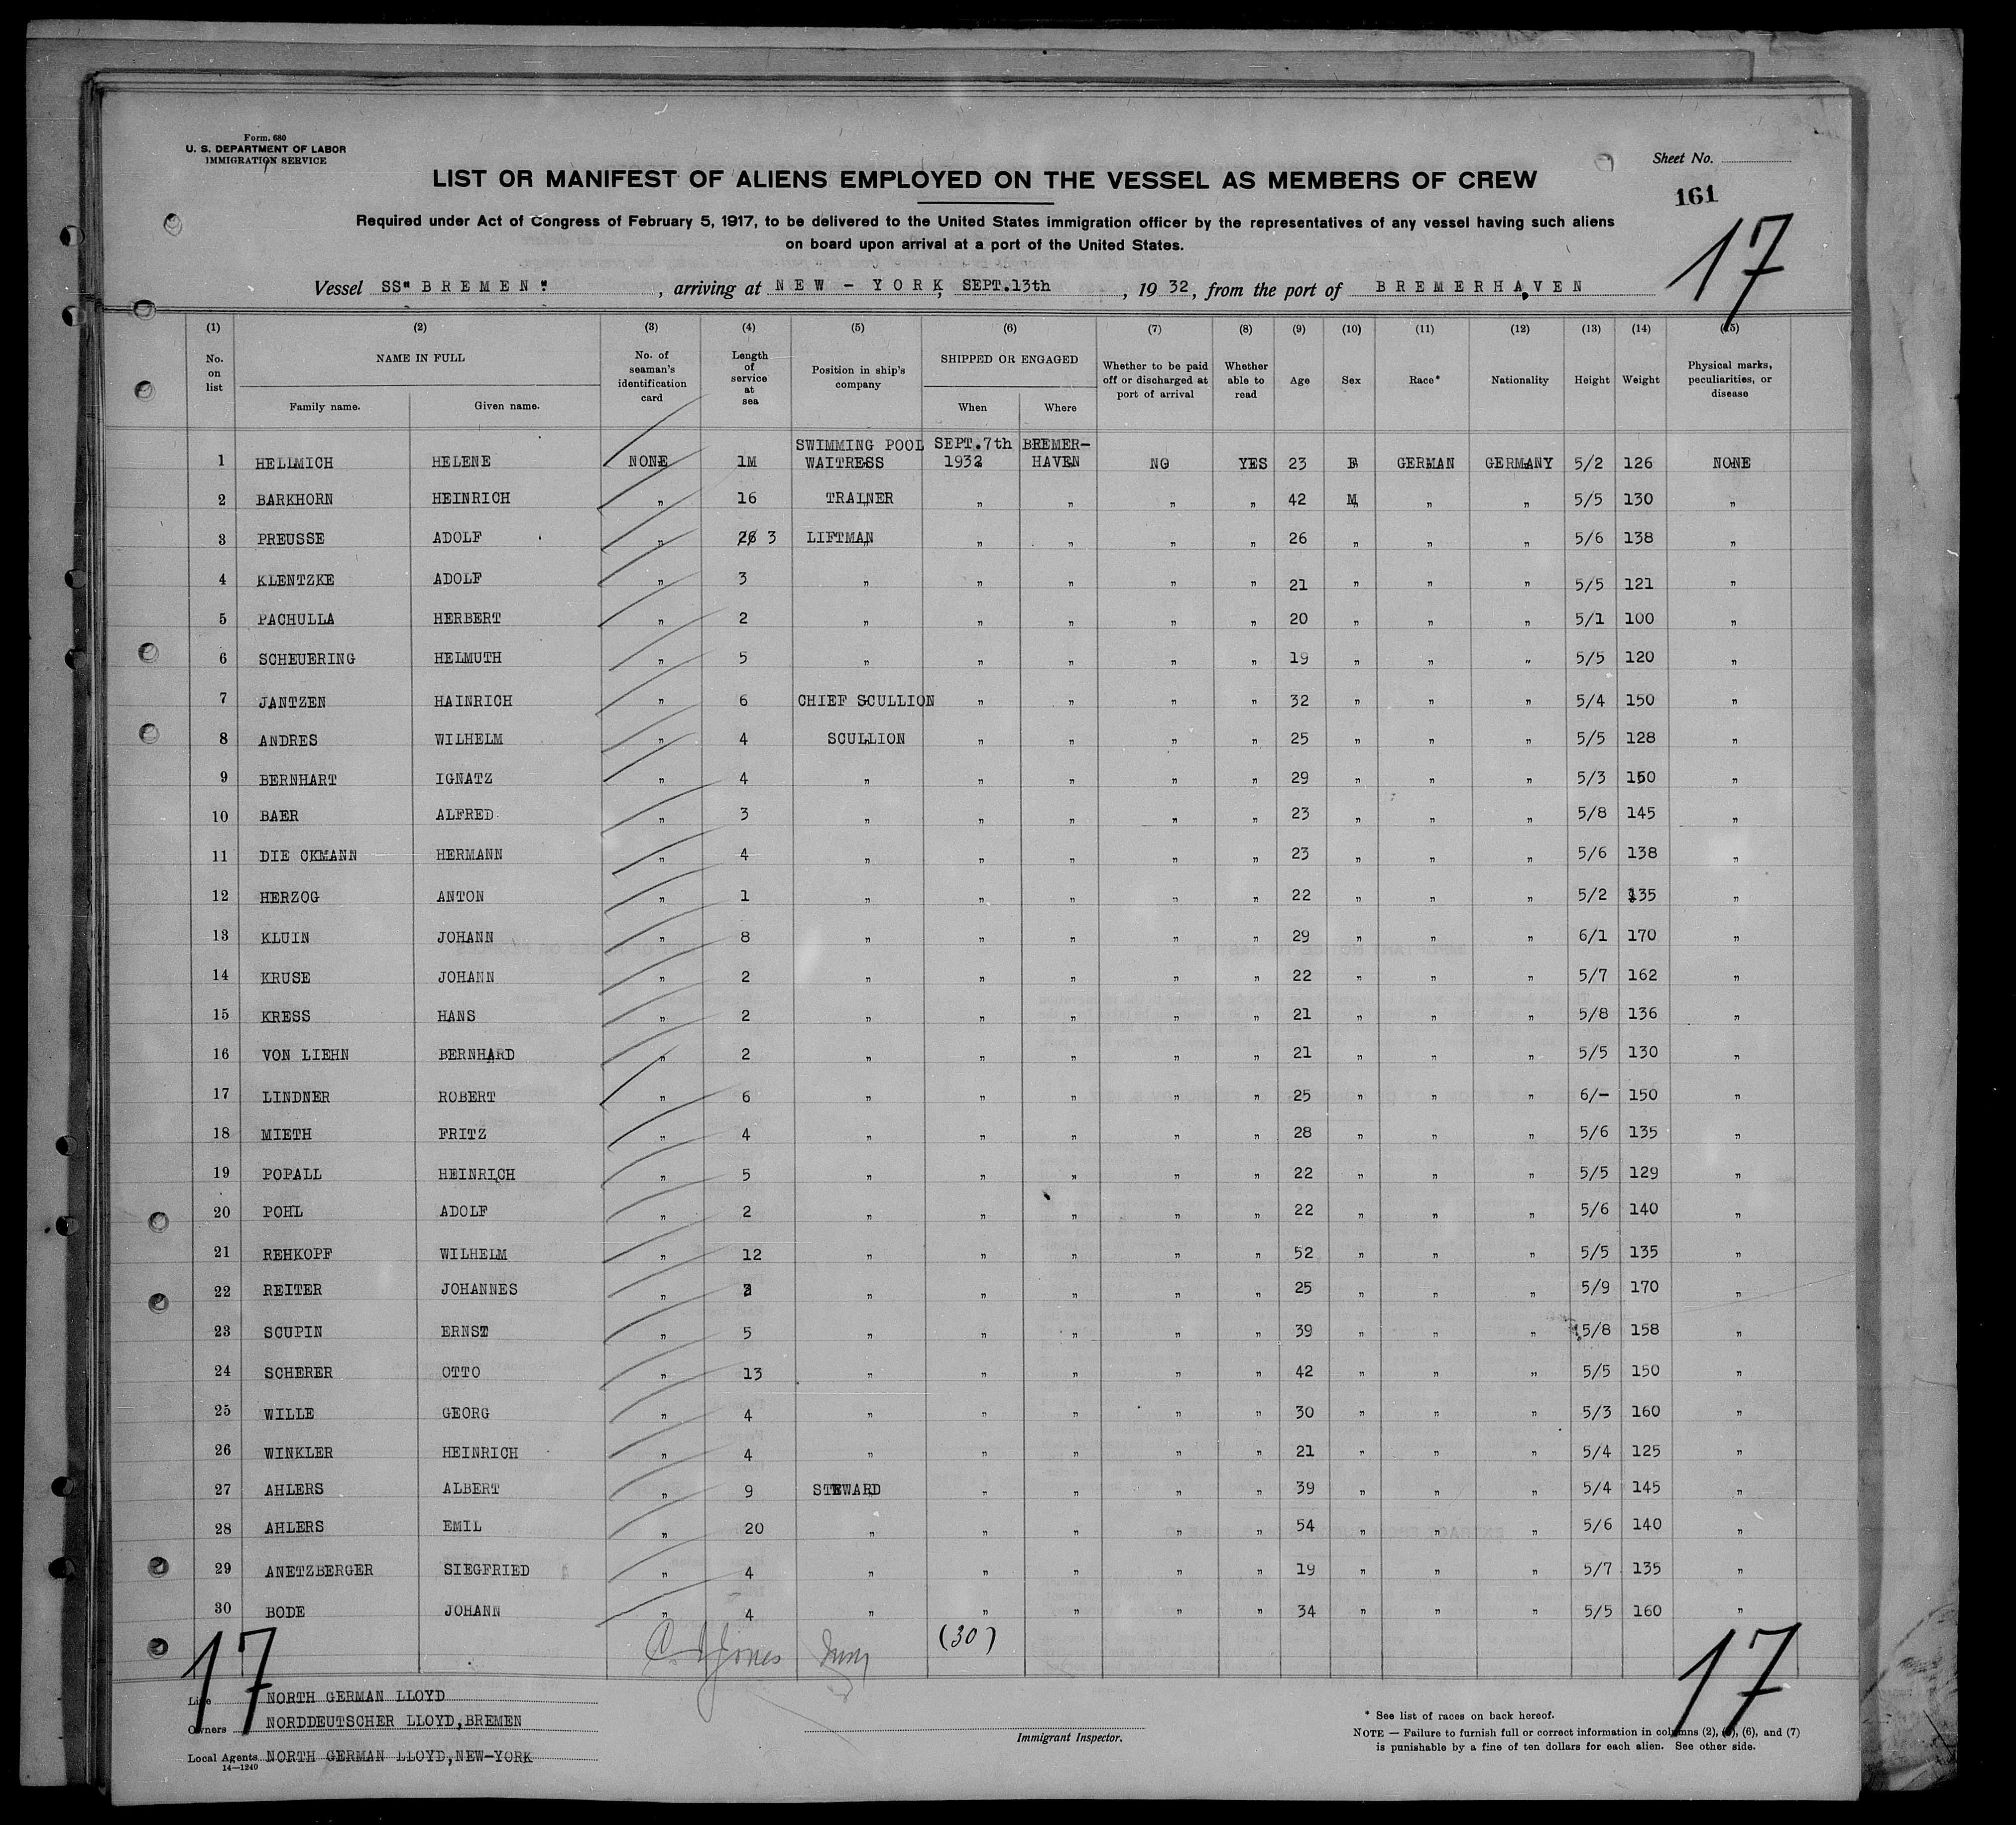 Form. 680
U. S. DEPARTMENT OF LABOR
IMMIGRATION SERVICE
Sheet No.
161
17
LIST OR MANIFEST OF ALIENS EMPLOYED ON THE VESSEL AS MEMBERS OF CREW
Required under Act of Congress of February 5, 1917, to be delivered to the United States immigration officer by the representatives of any vessel having such aliens
on board upon arrival at a port of the United States.
Vessel SS" BREMEN" , arriving at NEW - YORK, SEPT.13th , 19 32, from the port of BREMERHAVEN
(1) (2) (3) (4) (5) (6) (7) (8) (9) (10) (11) (12) (13) (14) (15)
No. on list NAME IN FULL Family name. Given name. No. of seaman's identification card Length of service at sea Position in ship's company SHIPPED OR ENGAGED When Where Whether to be paid off or discharged at port of arrival Whether able to read Age Sex Race* Nationality Height Weight Physical marks, peculiarities, or disease
1 HELLMICH HELENE NONE 1M SWIMMING POOL WAITRESS SEPT.7th 1932 BREMER-HAVEN NO YES 23 F GERMAN GERMANY 5/2 126 NONE
2 BARKHORN HEINRICH " 16 TRAINER " " " " 42 M " " 5/5 130 "
3 PREUSSE ADOLF " 26 3 LIFTMAN " " " " 26 " " " 5/6 138 "
4 KLENTZKE ADOLF " 3 " " " " " 21 " " " 5/5 121 "
5 PACHULLA HERBERT " 2 " " " " " 20 " " " 5/1 100 "
6 SCHEUERING HELMUTH " 5 " " " " " 19 " " " 5/5 120 "
7 JANTZEN HAINRICH " 6 CHIEF SCULLION " " " " 32 " " " 5/4 150 "
8 ANDRES WILHELM " 4 SCULLION " " " " 25 " " " 5/5 128 "
9 BERNHART IGNATZ " 4 " " " " " 29 " " " 5/3 150 "
10 BAER ALFRED " 3 " " " " " 23 " " " 5/8 145 "
11 DIE CKMANN HERMANN " 4 " " " " " 23 " " " 5/6 138 "
12 HERZOG ANTON " 1 " " " " " 22 " " " 5/2 135 "
13 KLUIN JOHANN " 8 " " " " " 29 " " " 6/1 170 "
14 KRUSE JOHANN " 2 " " " " " 22 " " " 5/7 162 "
15 KRESS HANS " 2 " " " " " 21 " " " 5/8 136 "
16 VON LIEHN BERNHARD " 2 " " " " " 21 " " " 5/5 130 "
17 LINDNER ROBERT " 6 " " " " " 25 " " " 6/- 150 "
18 MIETH FRITZ " 4 " " " " " 28 " " " 5/6 135 "
19 POPALL HEINRICH " 5 " " " " " 22 " " " 5/5 129 "
20 POHL ADOLF " 2 " " " " " 22 " " " 5/6 140 "
21 REHKOPF WILHELM " 12 " " " " " 52 " " " 5/5 135 "
22 REITER JOHANNES " " " " " " 25 " " " 5/9 170 "
23 SCUPIN ERNST " 5 " " " " " 39 " " " 5/8 158 "
24 SCHERER OTTO " 13 " " " " " 42 " " " 5/5 150 "
25 WILLE GEORG " 4 " " " " " 30 " " " 5/3 160 "
26 WINKLER HEINRICH " 4 " " " " " 21 " " " 5/4 125 "
27 AHLERS ALBERT " 9 STEWARD " " " " 39 " " " 5/4 145 "
28 AHLERS EMIL " 20 " " " " " 54 " " " 5/6 140 "
29 ANETZBERGER SIEGFRIED " 4 " " " " " 19 " " " 5/7 135 "
30 BODE JOHANN " 4 " " " " " 34 " " " 5/5 160 "
17 Jones (30) 17
Line NORTH GERMAN LLOYD
Owners NORDDEUTSCHER LLOYD,BREMEN
Local Agents NORTH GERMAN LLOYD,NEW-YORK
14—1240
Immigrant Inspector.
* See list of races on back hereof.
NOTE — Failure to furnish full or correct information in columns (2), (6), and (7)
is punishable by a fine of ten dollars for each alien. See other side.